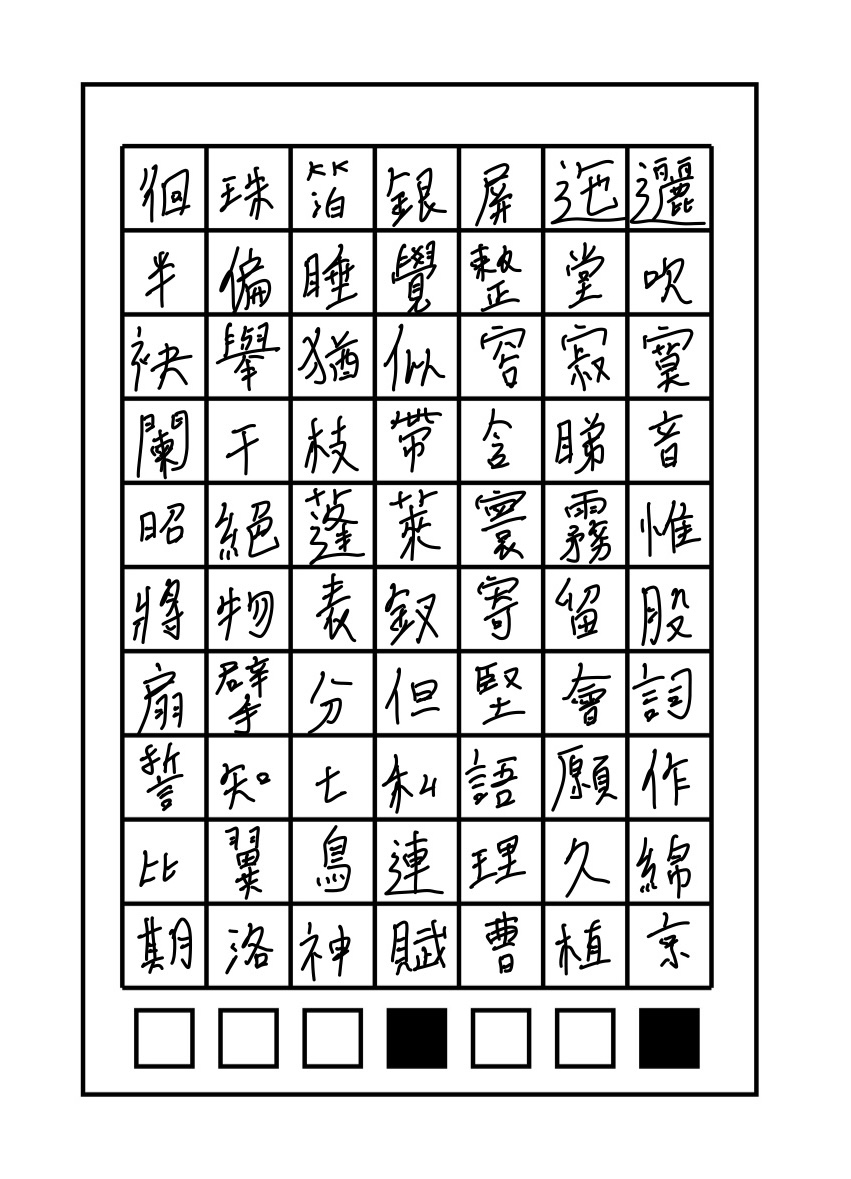 徊珠箔銀屏迤邐
半偏睡覺整堂吹
袂舉猶似容寂寞
闌干枝帶含睇音
昭絕蓬萊寰霧惟
將物表釵寄留股
扇擘分但堅會詞
誓知七私語願作
比翼鳥連理久綿
期洛神賦曹植京